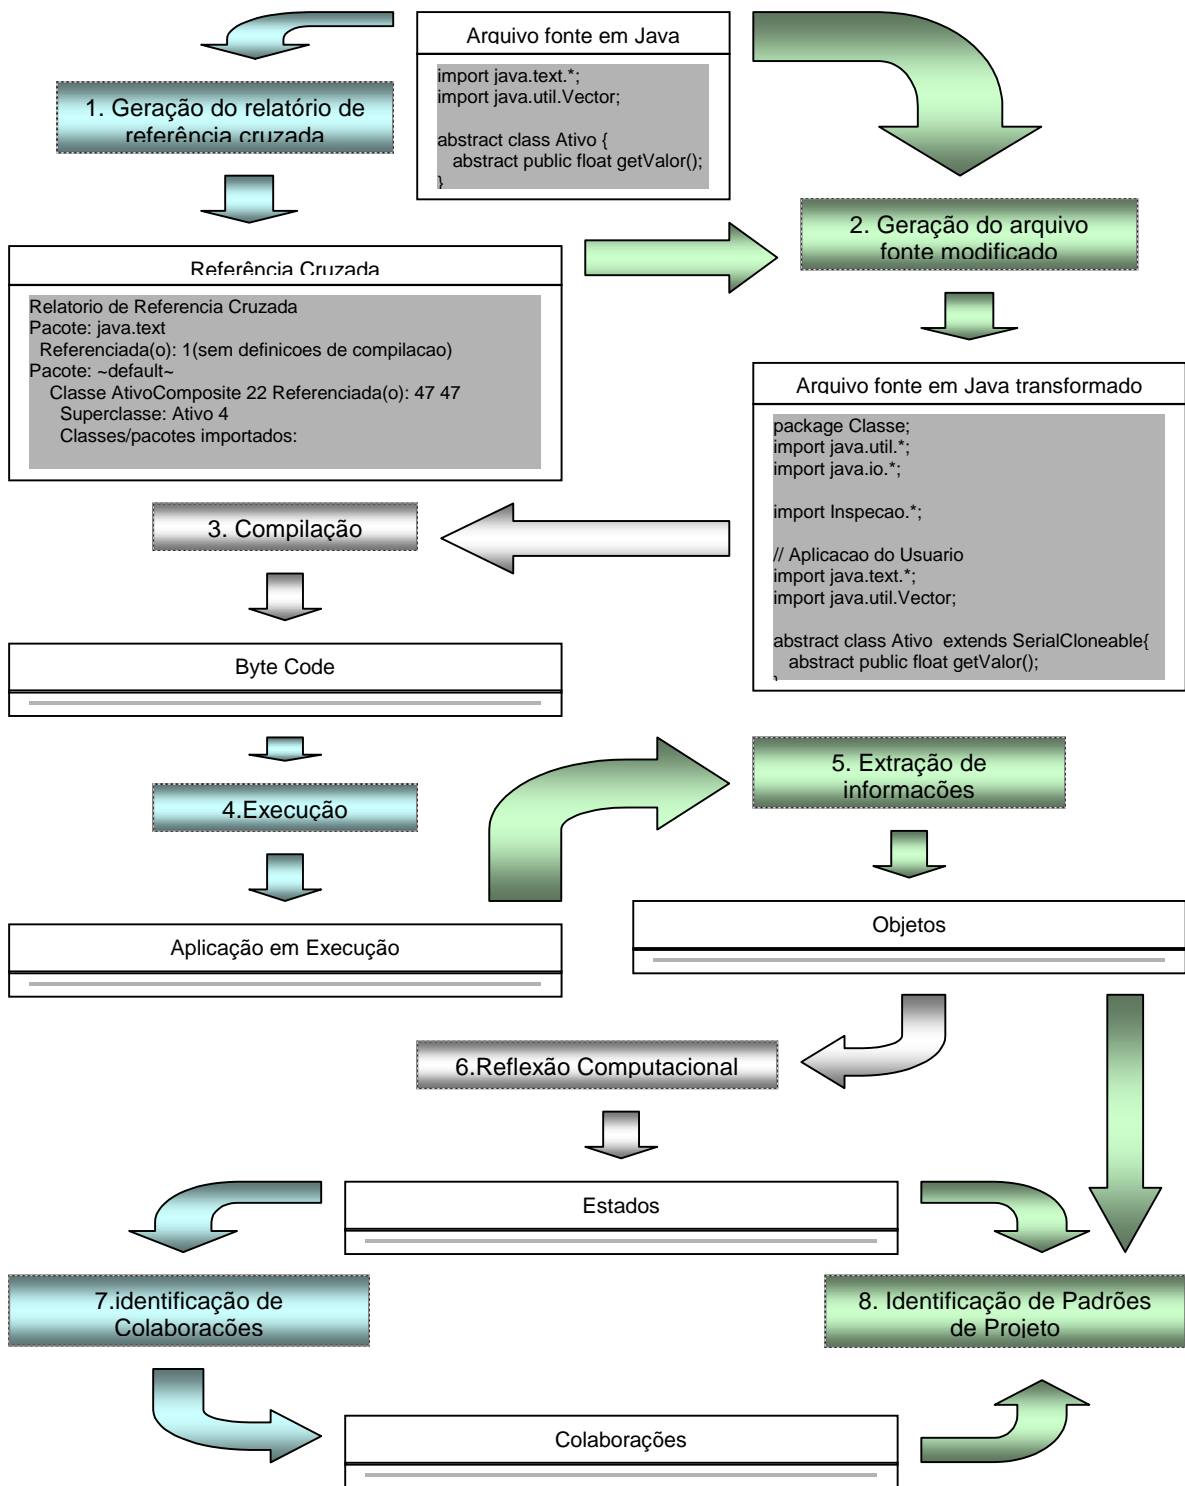 Arquivo fonte em Java
import java.text.*;
import java.util.Vector;
abstract class Ativo {
abstract public float getValor();
}
1. Geração do relatório de
referência cruzada
2. Geração do arquivo
fonte modificado
Referência Cruzada
Relatorio de Referencia Cruzada
Pacote: java.text
Referenciada(o): 1(sem definicoes de compilacao)
Pacote: ~default~
Classe AtivoComposite 22 Referenciada(o): 47 47
Superclasse: Ativo 4
Classes/pacotes importados:
Arquivo fonte em Java transformado
package Classe;
import java.util.*;
import java.io.*;
import Inspecao.*;
// Aplicacao do Usuario
import java.text.*;
import java.util.Vector;
abstract class Ativo  extends SerialCloneable{
abstract public float getValor();
}
3. Compilação
Byte Code
4.Execução
5. Extração de
informações
Aplicação em Execução
Objetos
6.Reflexão Computacional
Estados
7.identificação de
Colaborações
8. Identificação de Padrões
de Projeto
Colaborações